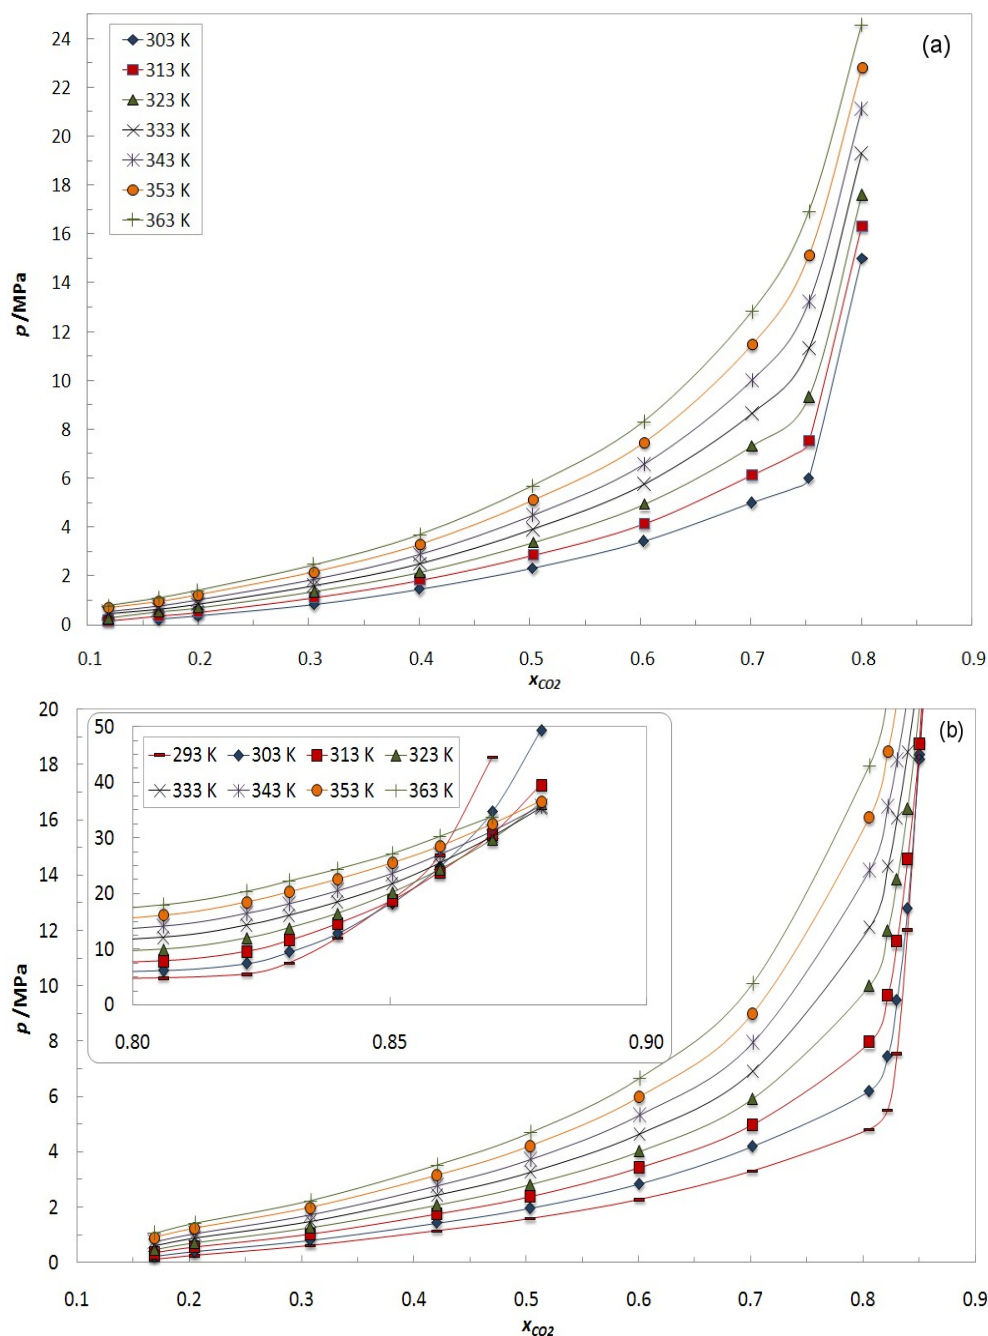 (a)
303 K
313 K
323 K
333 K
343 K
353 K
363 K
24
22
20
18
16
14
12
10
8
6
4
2
0
p /MPa
0.1 0.2 0.3 0.4 0.5 0.6 0.7 0.8 0.9
xCO2
(b)
20
18
16
14
12
10
8
6
4
2
0
p /MPa
50
40
30
20
10
0
293 K 303 K 313 K 323 K
333 K 343 K 353 K 363 K
0.80 0.85 0.90
0.1 0.2 0.3 0.4 0.5 0.6 0.7 0.8 0.9
xCO2